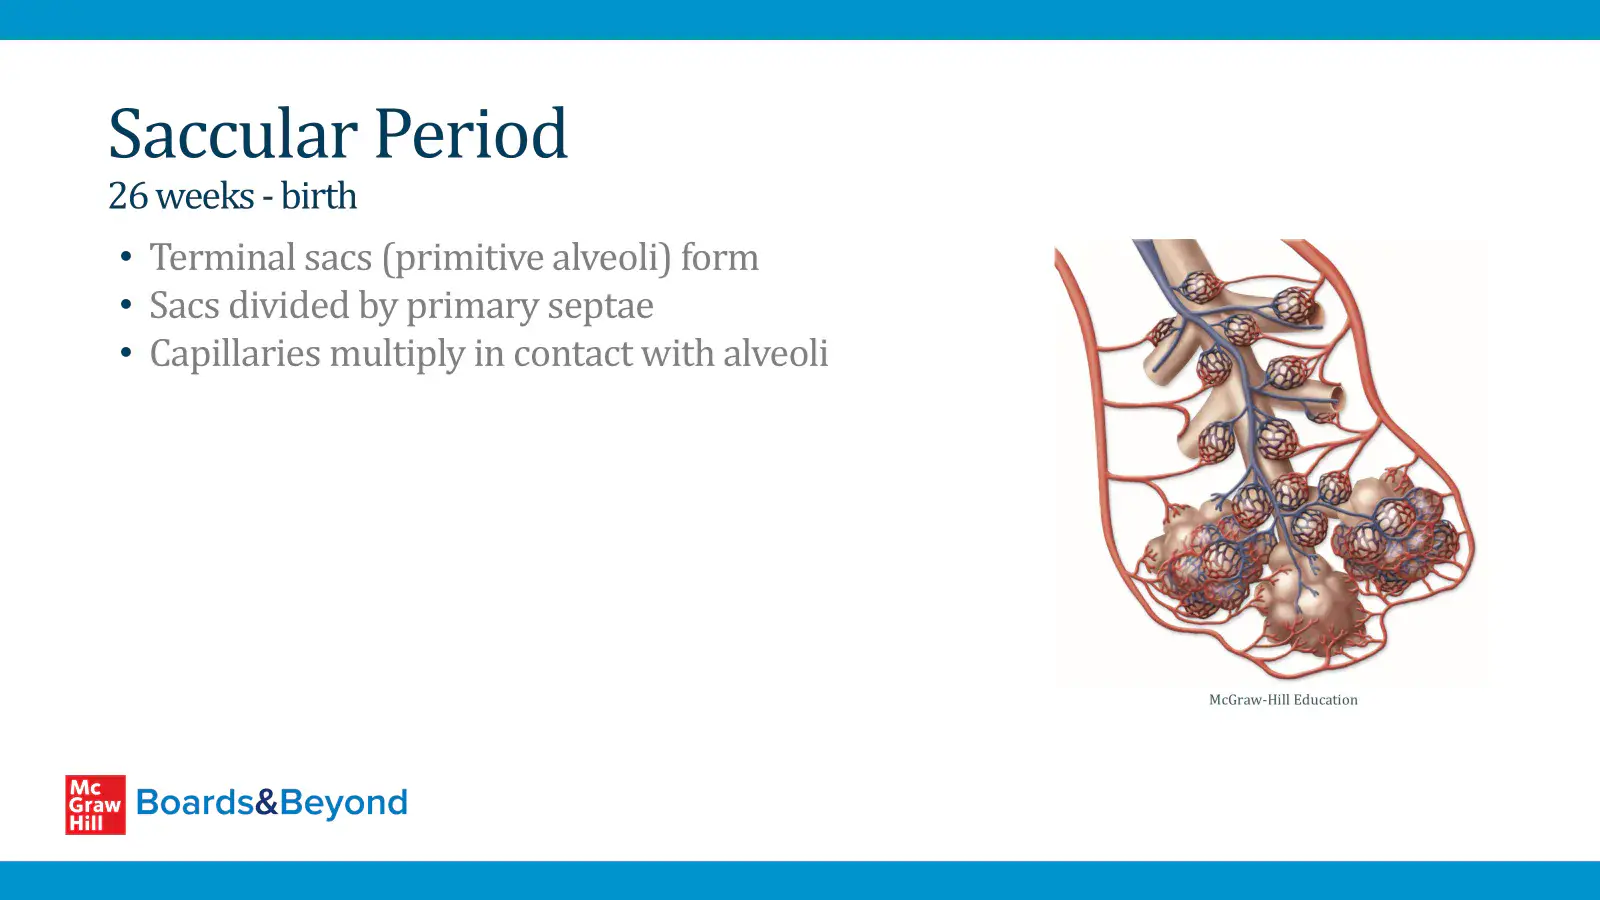 Saccular Period
26 weeks - birth
• Terminal sacs (primitive alveoli) form
• Sacs divided by primary septae
• Capillaries multiply in contact with alveoli
McGraw-Hill Education
Mc
Graw
Hill
Boards&Beyond